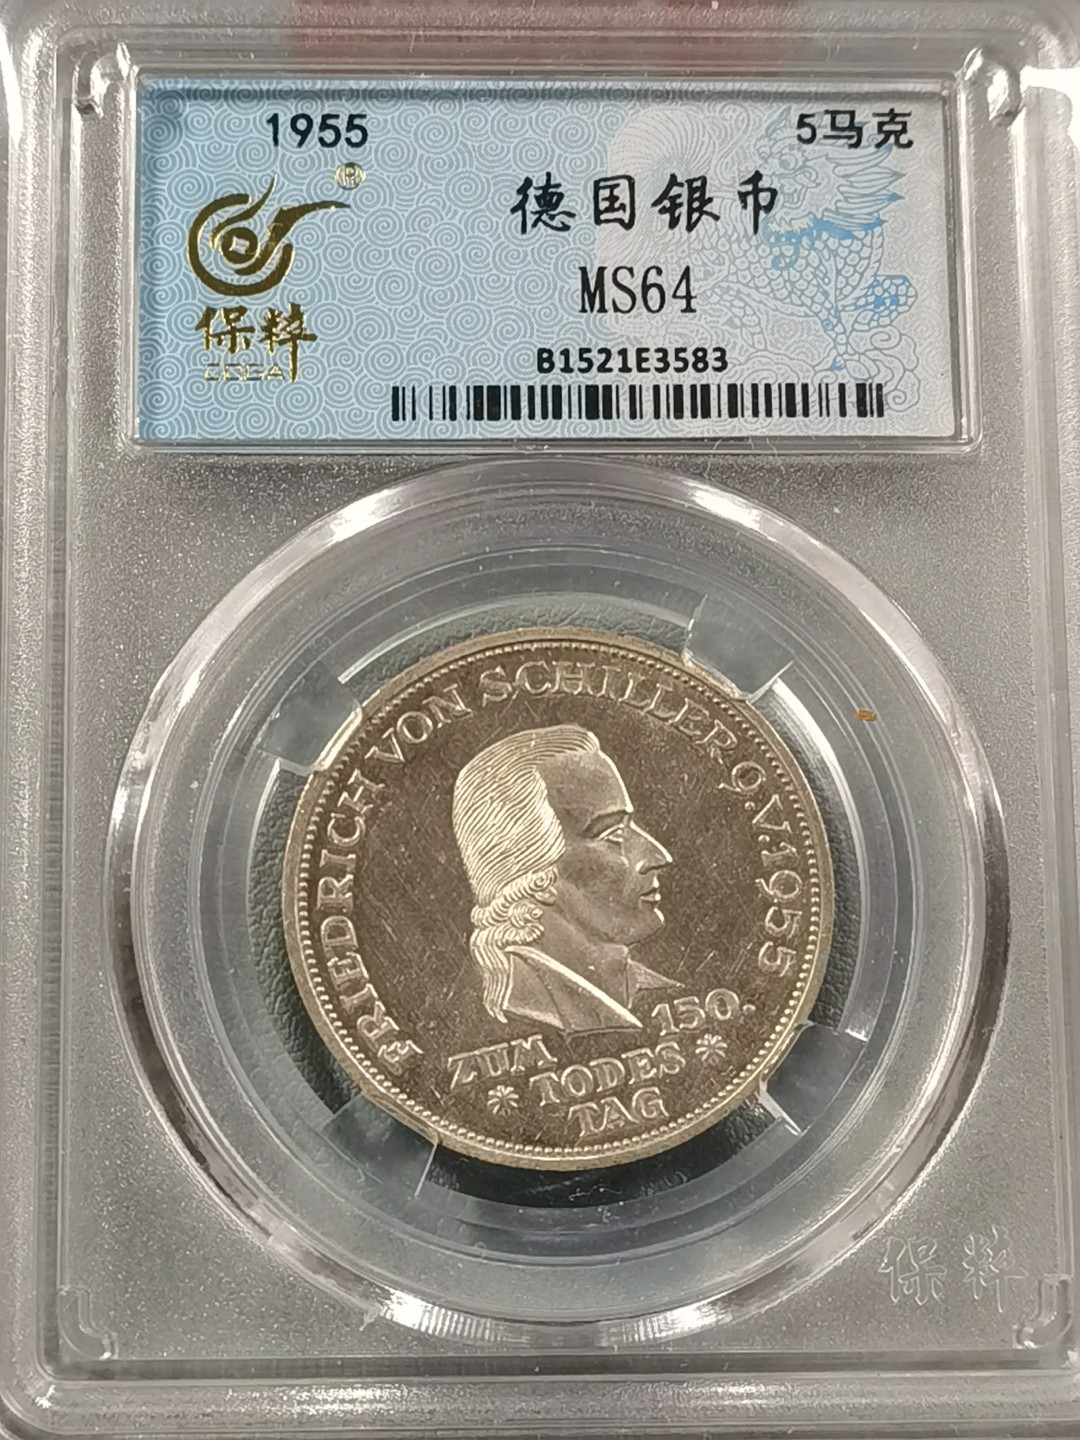 1955
5马克
®
德国银币
MS64
保粹
CCCA
B1521E3583
FRIEDRICH VON SCHILLER 9.V.1955
ZUM 150.
* TODES *
TAG
保粹